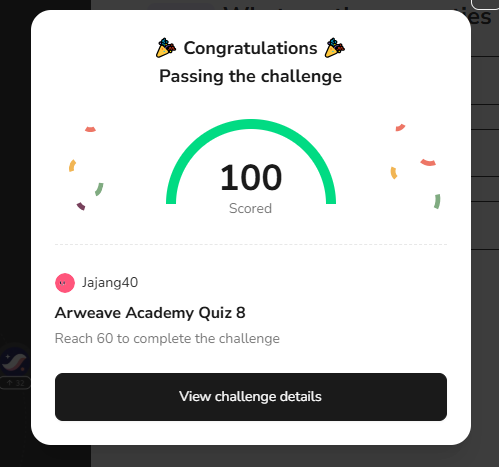 Congratulations
Passing the challenge
100
Scored
Jajang40
Arweave Academy Quiz 8
Reach 60 to complete the challenge
View challenge details